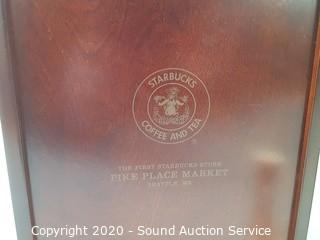 STARBUCKS
COFFEE AND TEA
®
THE FIRST STARBUCKS STORE
PIKE PLACE MARKET
SEATTLE, WA
Copyright 2020 - Sound Auction Service